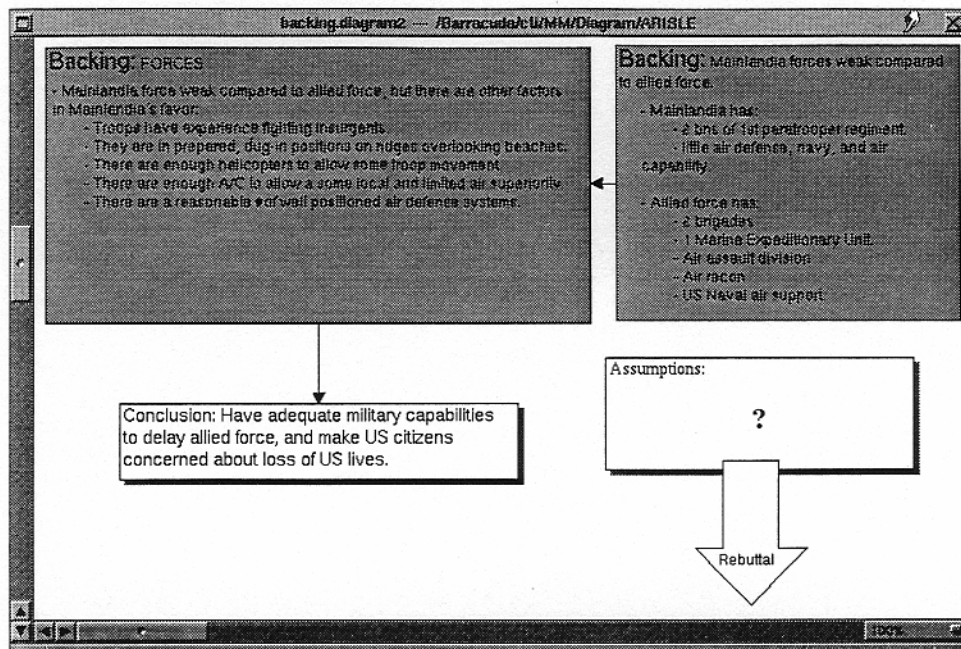 backing.diagram2 --- /Barracuda/cti/MM/Diagram/ARISLE
Backing: FORCES
- Mainlandia force weak compared to allied force, but there are other factors
in Mainlandia's favor:
- Troops have experience fighting insurgents.
- They are in prepared, dug-in positions on ridges overlooking beaches.
- There are enough helicopters to allow some troop movement.
- There are enough A/C to allow a some local and limited air superiority.
- There are a reasonable # of well positioned air defense systems.
Backing: Mainlandia forces weak compared
to allied force.
- Mainlandia has:
- 2 bns of 1st paratrooper regiment.
- little air defense, navy, and air
capability.
- Allied force has:
- 2 brigades
- 1 Marine Expeditionary Unit.
- Air assault division
- Air recon
- US Naval air support
Conclusion: Have adequate military capabilities
to delay allied force, and make US citizens
concerned about loss of US lives.
Assumptions:
?
Rebuttal
100%